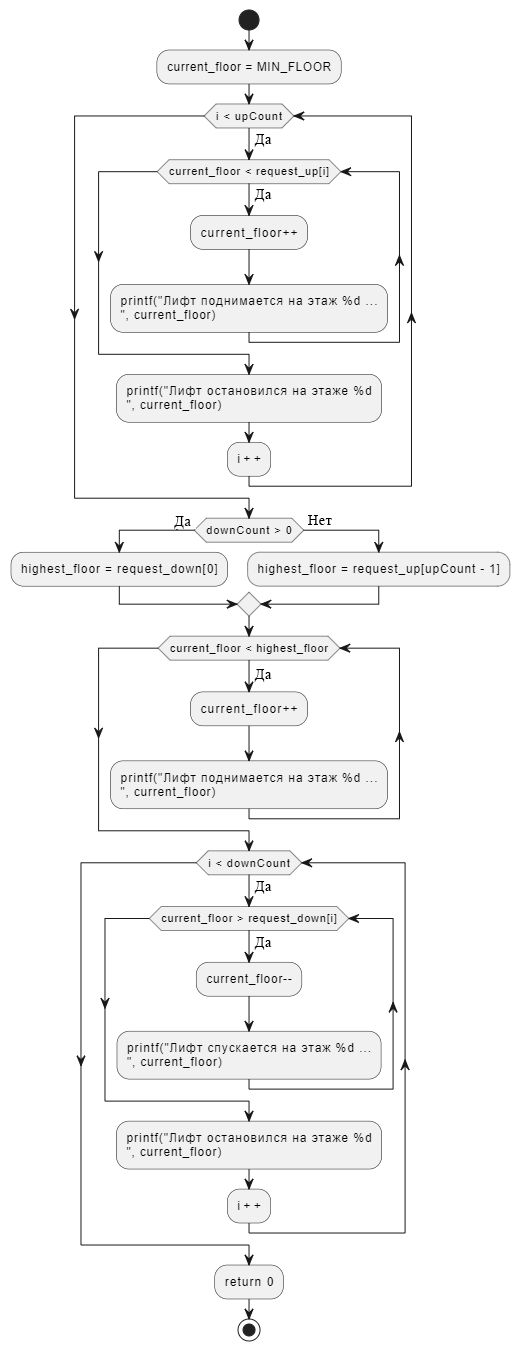 current_floor = MIN_FLOOR
i < upCount
Да
current_floor < request_up[i]
Да
current_floor++
printf("Лифт поднимается на этаж %d ...
", current_floor)
printf("Лифт остановился на этаже %d
", current_floor)
i + +
Да
downCount > 0
Нет
highest_floor = request_down[0]
highest_floor = request_up[upCount - 1]
current_floor < highest_floor
Да
current_floor++
printf("Лифт поднимается на этаж %d ...
", current_floor)
i < downCount
Да
current_floor > request_down[i]
Да
current_floor--
printf("Лифт спускается на этаж %d ...
", current_floor)
printf("Лифт остановился на этаже %d
", current_floor)
i + +
return 0